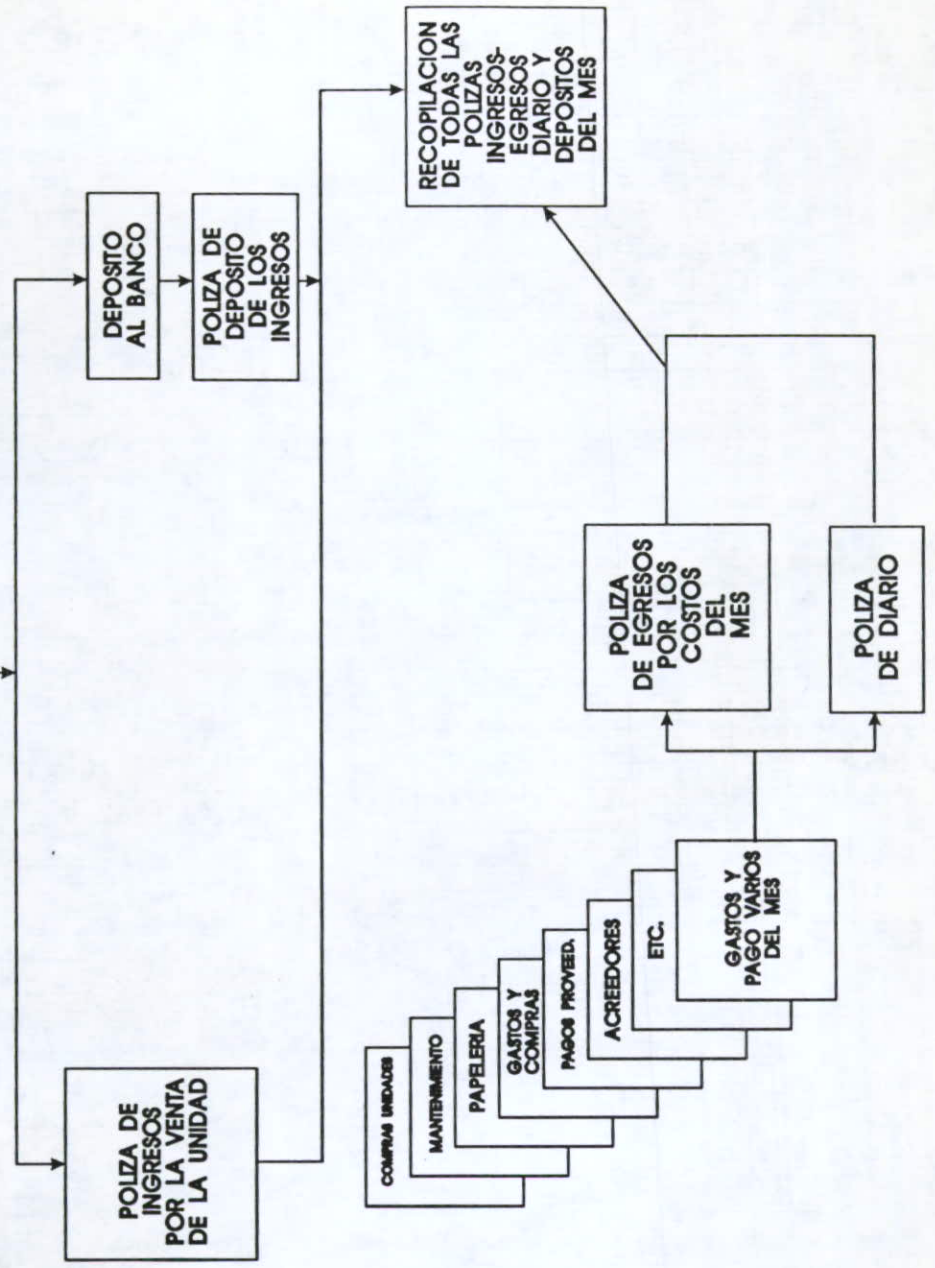 POLIZA DE
INGRESOS
POR LA VENTA
DE LA UNIDAD
DEPOSITO
AL BANCO
POLIZA DE
DEPOSITO
DE LOS
INGRESOS
RECOPILACION
DE TODAS LAS
POLIZAS
INGRESOS-
EGRESOS
DIARIO Y
DEPOSITOS
DEL MES
COMPRAS UNIDADES
MANTENIMIENTO
PAPELERIA
GASTOS Y
COMPRAS
PAGOS PROVEED.
ACREEDORES
ETC.
GASTOS Y
PAGO VARIOS
DEL MES
POLIZA
DE EGRESOS
POR LOS
COSTOS
DEL
MES
POLIZA
DE DIARIO